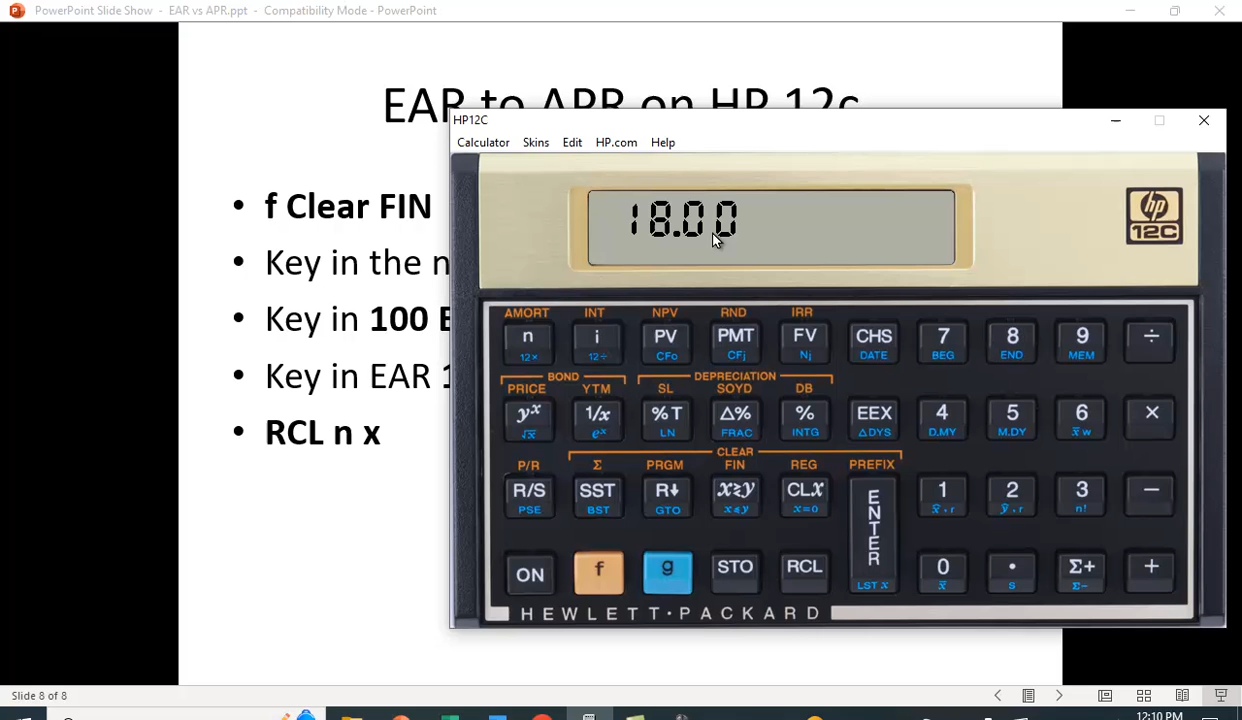 PowerPoint Slide Show - EAR vs APR.ppt - Compatibility Mode - PowerPoint
EAR to APR on HP 12c
• f Clear FIN
• Key in the n
• Key in 100 E
• Key in EAR 1
• RCL n x
HP12C
Calculator Skins Edit HP.com Help
18.00
hp
12C
AMORT INT NPV RND IRR
n i PV PMT FV CHS 7 8 9 ÷
12× 12÷ CFo CFj Nj DATE BEG END MEM
BOND DEPRECIATION
PRICE YTM SL SOYD DB
yˣ 1/x %T Δ% % EEX 4 5 6 ×
√x eˣ LN FRAC INTG ΔDYS D.MY M.DY x̄w
CLEAR
P/R Σ PRGM FIN REG PREFIX
R/S SST R↓ x≷y CLx ENTER 1 2 3 −
PSE BST GTO x≤y x=0 x̂,r ŷ,r n!
ON f g STO RCL 0 • Σ+ +
LST x x̄ s Σ−
HEWLETT·PACKARD
Slide 8 of 8
12:10 PM